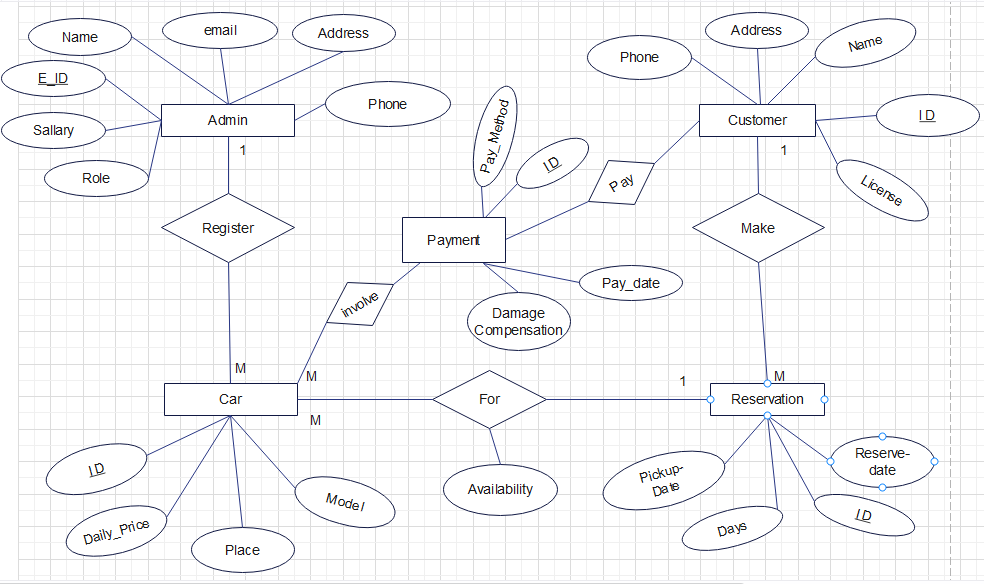 Name
email
Address
E_ID
Phone
Sallary
Admin
Role
1
Register
M
Pay_Method
ID
Pay
Payment
Pay_date
Damage
Compensation
involve
Phone
Address
Name
Customer
ID
License
1
Make
M
Car
M
M
For
1
Reservation
Availability
ID
Daily_Price
Place
Model
Pickup-
Date
Days
ID
Reserve-
date